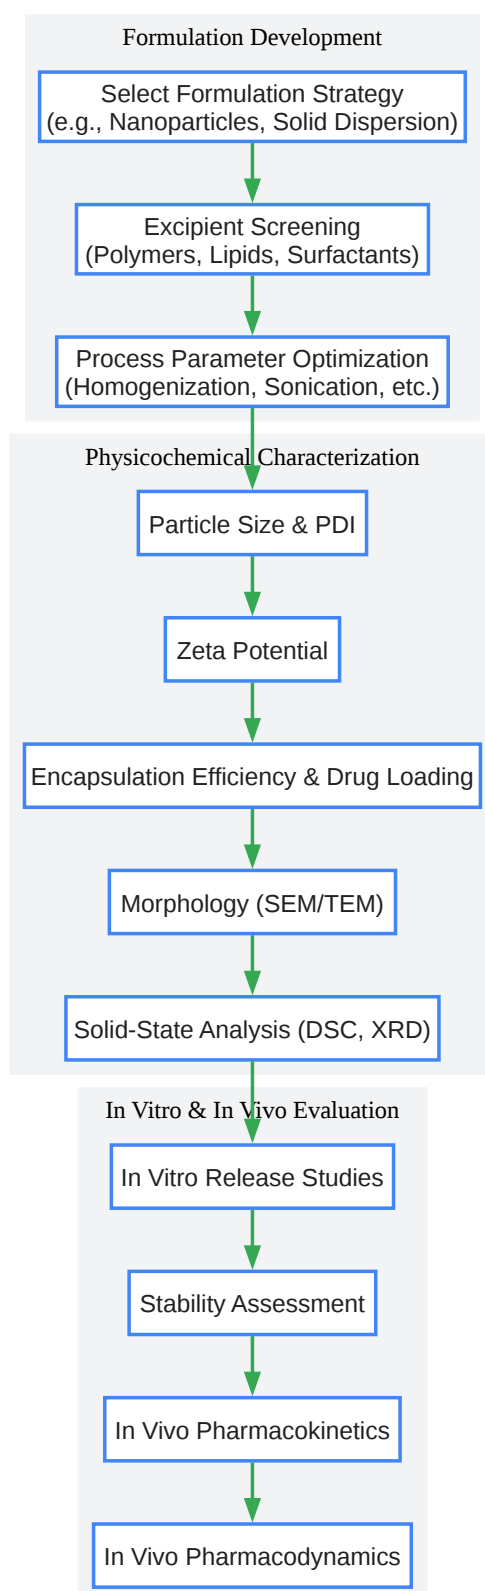 Formulation Development
Select Formulation Strategy
(e.g., Nanoparticles, Solid Dispersion)
Excipient Screening
(Polymers, Lipids, Surfactants)
Process Parameter Optimization
(Homogenization, Sonication, etc.)
Physicochemical Characterization
Particle Size & PDI
Zeta Potential
Encapsulation Efficiency & Drug Loading
Morphology (SEM/TEM)
Solid-State Analysis (DSC, XRD)
In Vitro & In Vivo Evaluation
In Vitro Release Studies
Stability Assessment
In Vivo Pharmacokinetics
In Vivo Pharmacodynamics